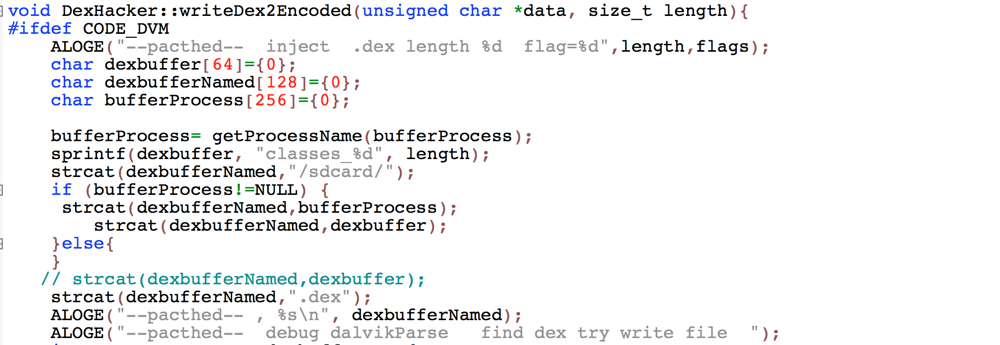 void DexHacker::writeDex2Encoded(unsigned char *data, size_t length){
#ifdef CODE_DVM
    ALOGE("--pacthed--  inject  .dex length %d  flag=%d",length,flags);
    char dexbuffer[64]={0};
    char dexbufferNamed[128]={0};
    char bufferProcess[256]={0};

    bufferProcess= getProcessName(bufferProcess);
    sprintf(dexbuffer, "classes_%d", length);
    strcat(dexbufferNamed,"/sdcard/");
    if (bufferProcess!=NULL) {
     strcat(dexbufferNamed,bufferProcess);
        strcat(dexbufferNamed,dexbuffer);
    }else{
    }
   // strcat(dexbufferNamed,dexbuffer);
    strcat(dexbufferNamed,".dex");
    ALOGE("--pacthed-- , %s\n", dexbufferNamed);
    ALOGE("--pacthed--  debug dalvikParse   find dex try write file  ");